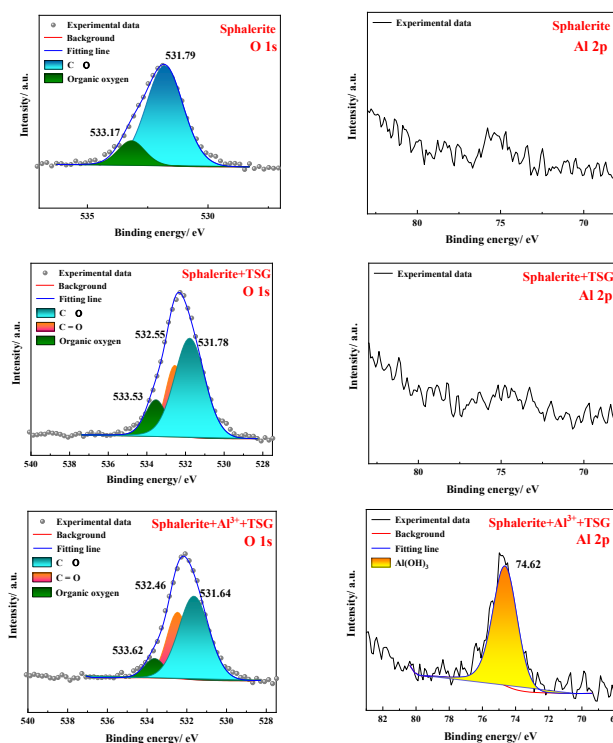 Experimental data
Background
Fitting line
C O
Organic oxygen
Sphalerite
O 1s
531.79
533.17
Intensity/ a.u.
535 530
Binding energy/ eV
Experimental data
Sphalerite
Al 2p
Intensity/ a.u.
80 75 70
Binding energy/ eV
Experimental data
Background
Fitting line
C O
C = O
Organic oxygen
Sphalerite+TSG
O 1s
532.55
531.78
533.53
Intensity/ a.u.
540 538 536 534 532 530 528
Binding energy/ eV
Experimental data
Sphalerite+TSG
Al 2p
Intensity/ a.u.
80 75 70
Binding energy/ eV
Experimental data
Background
Fitting line
C O
C = O
Organic oxygen
Sphalerite+Al³⁺+TSG
O 1s
532.46
531.64
533.62
Intensity/ a.u.
540 538 536 534 532 530 528
Binding energy/ eV
Experimental data
Background
Fitting line
Al(OH)₃
Sphalerite+Al³⁺+TSG
Al 2p
74.62
Intensity/ a.u.
82 80 78 76 74 72 70 68
Binding energy/ eV